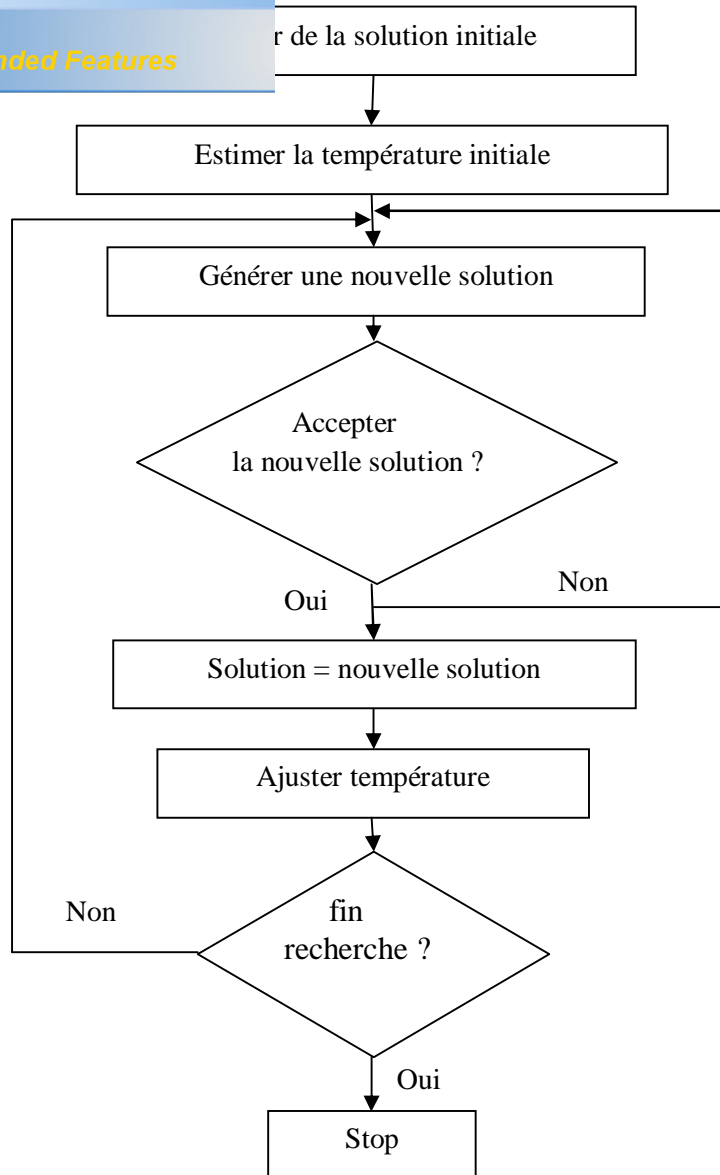 nded Features
r de la solution initiale
Estimer la température initiale
Générer une nouvelle solution
Accepter
la nouvelle solution ?
Oui
Non
Solution = nouvelle solution
Ajuster température
Non
fin
recherche ?
Oui
Stop